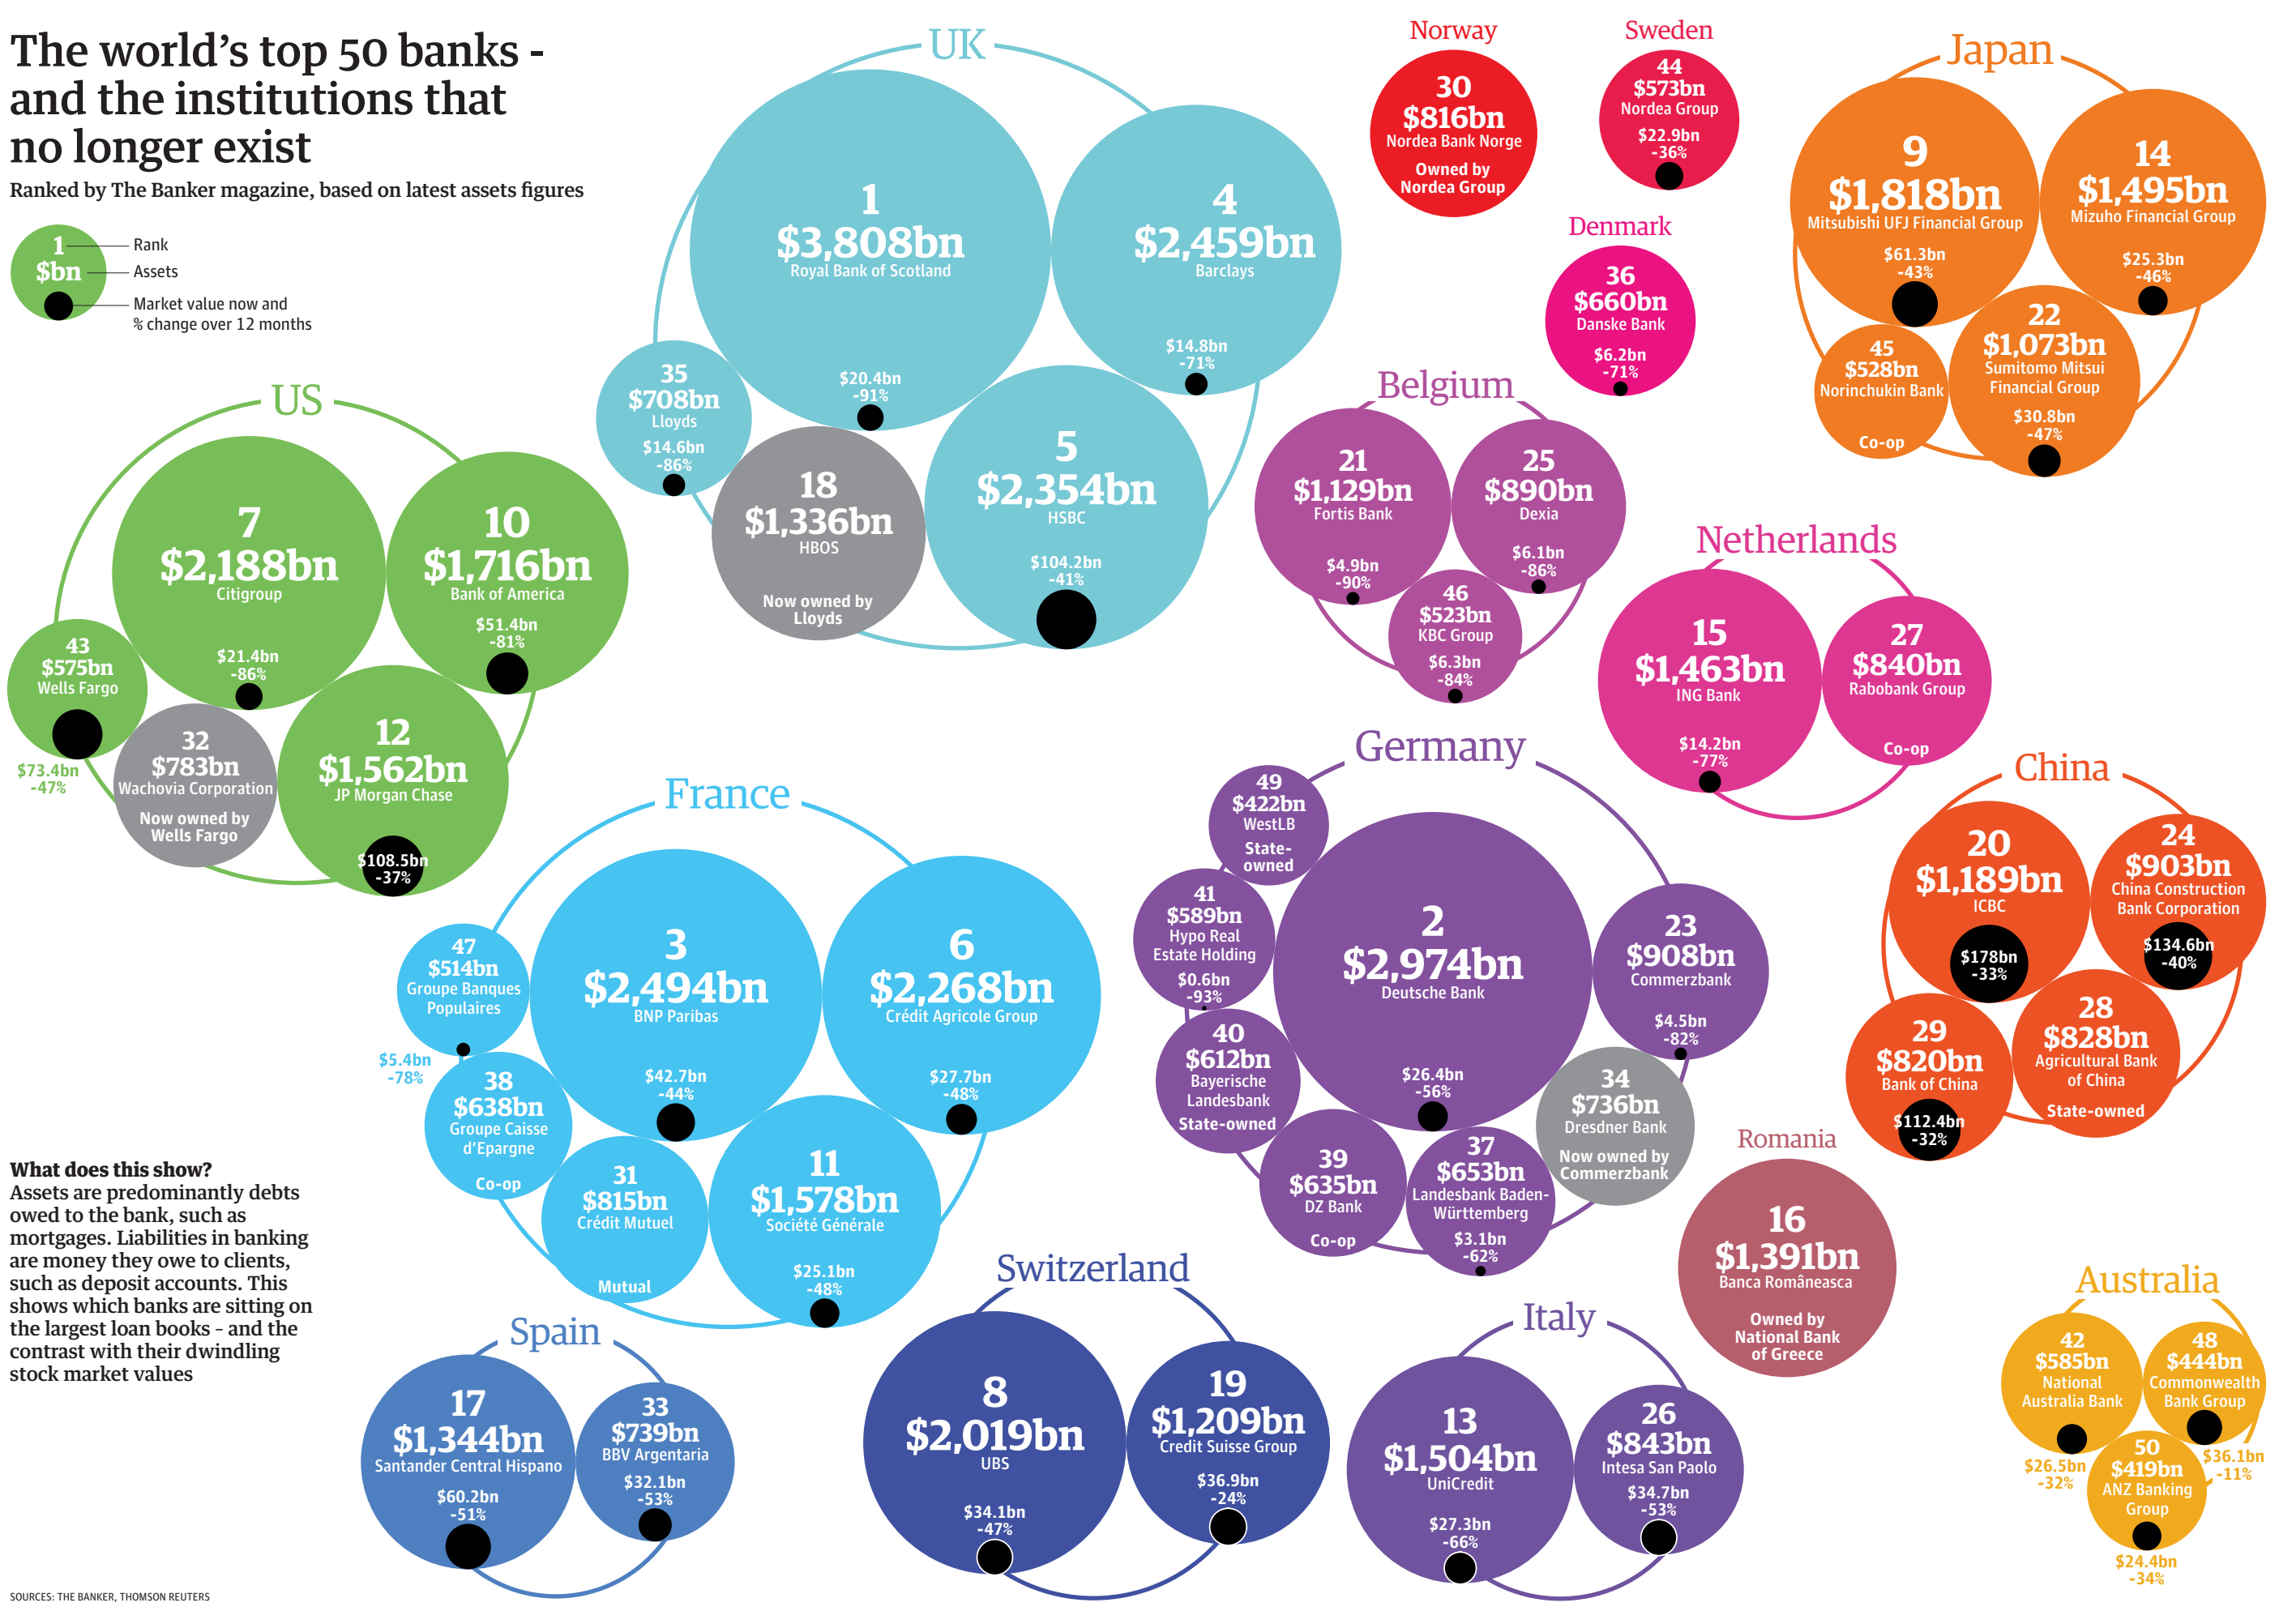 The world's top 50 banks -
and the institutions that
no longer exist
Ranked by The Banker magazine, based on latest assets figures
1
$bn
Rank
Assets
Market value now and
% change over 12 months
UK
1
$3,808bn
Royal Bank of Scotland
$20.4bn
-91%
4
$2,459bn
Barclays
$14.8bn
-71%
35
$708bn
Lloyds
$14.6bn
-86%
18
$1,336bn
HBOS
Now owned by
Lloyds
5
$2,354bn
HSBC
$104.2bn
-41%
Norway
30
$816bn
Nordea Bank Norge
Owned by
Nordea Group
Sweden
44
$573bn
Nordea Group
$22.9bn
-36%
Denmark
36
$660bn
Danske Bank
$6.2bn
-71%
Japan
9
$1,818bn
Mitsubishi UFJ Financial Group
$61.3bn
-43%
14
$1,495bn
Mizuho Financial Group
$25.3bn
-46%
45
$528bn
Norinchukin Bank
Co-op
22
$1,073bn
Sumitomo Mitsui
Financial Group
$30.8bn
-47%
US
7
$2,188bn
Citigroup
$21.4bn
-86%
10
$1,716bn
Bank of America
$51.4bn
-81%
43
$575bn
Wells Fargo
$73.4bn
-47%
32
$783bn
Wachovia Corporation
Now owned by
Wells Fargo
12
$1,562bn
JP Morgan Chase
$108.5bn
-37%
Belgium
21
$1,129bn
Fortis Bank
$4.9bn
-90%
25
$890bn
Dexia
$6.1bn
-86%
46
$523bn
KBC Group
$6.3bn
-84%
Netherlands
15
$1,463bn
ING Bank
$14.2bn
-77%
27
$840bn
Rabobank Group
Co-op
France
3
$2,494bn
BNP Paribas
$42.7bn
-44%
6
$2,268bn
Crédit Agricole Group
$27.7bn
-48%
47
$514bn
Groupe Banques
Populaires
$5.4bn
-78%
38
$638bn
Groupe Caisse
d'Epargne
Co-op
31
$815bn
Crédit Mutuel
Mutual
11
$1,578bn
Société Générale
$25.1bn
-48%
Germany
49
$422bn
WestLB
State-
owned
41
$589bn
Hypo Real
Estate Holding
$0.6bn
-93%
2
$2,974bn
Deutsche Bank
$26.4bn
-56%
23
$908bn
Commerzbank
$4.5bn
-82%
40
$612bn
Bayerische
Landesbank
State-owned
39
$635bn
DZ Bank
Co-op
37
$653bn
Landesbank Baden-
Württemberg
$3.1bn
-62%
34
$736bn
Dresdner Bank
Now owned by
Commerzbank
China
20
$1,189bn
ICBC
$178bn
-33%
24
$903bn
China Construction
Bank Corporation
$134.6bn
-40%
29
$820bn
Bank of China
$112.4bn
-32%
28
$828bn
Agricultural Bank
of China
State-owned
Romania
16
$1,391bn
Banca Româneasca
Owned by
National Bank
of Greece
What does this show?
Assets are predominantly debts
owed to the bank, such as
mortgages. Liabilities in banking
are money they owe to clients,
such as deposit accounts. This
shows which banks are sitting on
the largest loan books - and the
contrast with their dwindling
stock market values
Spain
17
$1,344bn
Santander Central Hispano
$60.2bn
-51%
33
$739bn
BBV Argentaria
$32.1bn
-53%
Switzerland
8
$2,019bn
UBS
$34.1bn
-47%
19
$1,209bn
Credit Suisse Group
$36.9bn
-24%
Italy
13
$1,504bn
UniCredit
$27.3bn
-66%
26
$843bn
Intesa San Paolo
$34.7bn
-53%
Australia
42
$585bn
National
Australia Bank
$26.5bn
-32%
48
$444bn
Commonwealth
Bank Group
$36.1bn
-11%
50
$419bn
ANZ Banking
Group
$24.4bn
-34%
SOURCES: THE BANKER, THOMSON REUTERS